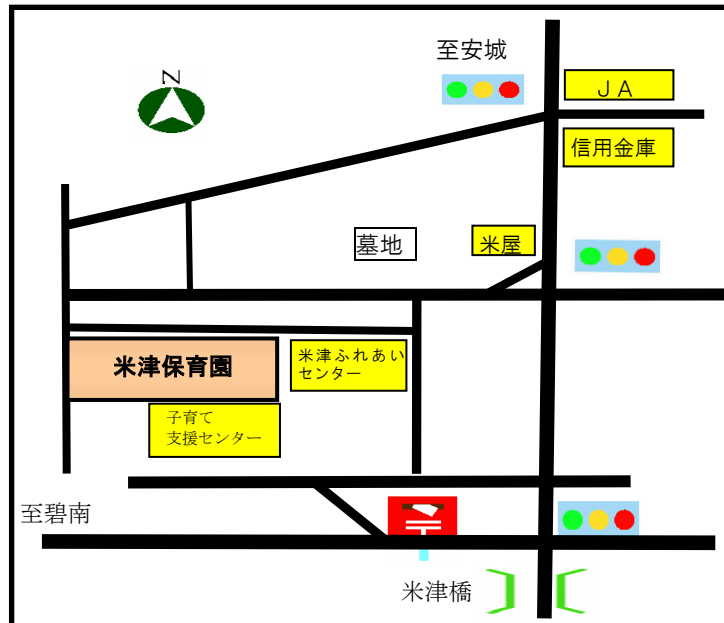 至安城
N
JA
信用金庫
墓地
米屋
米津保育園
米津ふれあい
センター
子育て
支援センター
至碧南
〒
米津橋